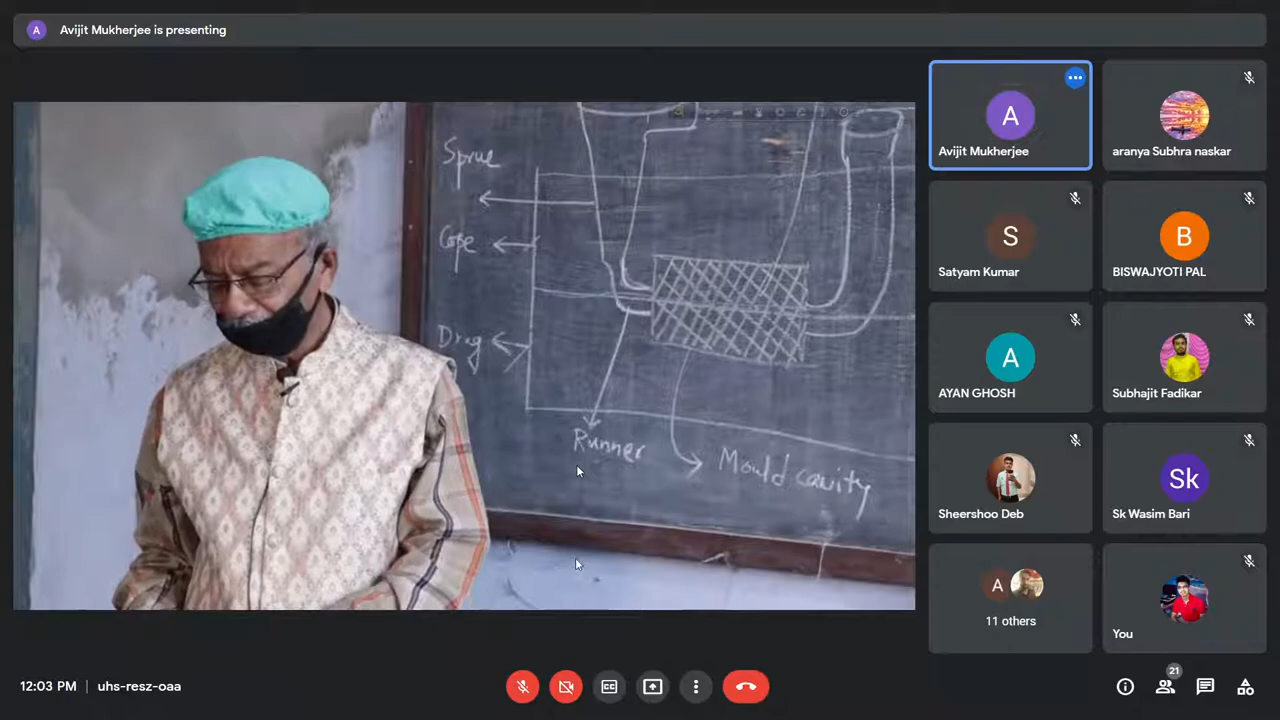 A
Avijit Mukherjee is presenting
Sprue
Cope
Drag
Runner
Mould cavity
A
Avijit Mukherjee
aranya Subhra naskar
S
Satyam Kumar
B
BISWAJYOTI PAL
A
AYAN GHOSH
Subhajit Fadikar
Sheershoo Deb
Sk
Sk Wasim Bari
A
11 others
You
12:03 PM | uhs-resz-oaa
CC
21